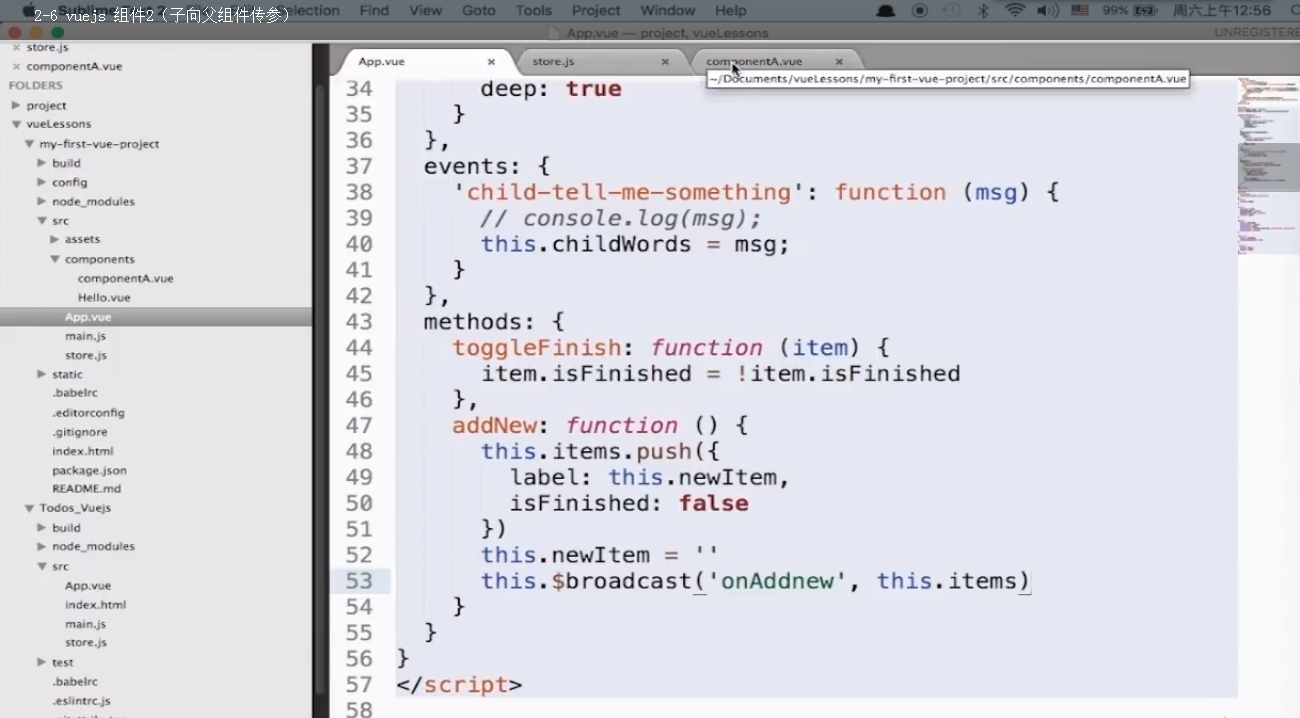 2-6 vuejs 组件2（子向父组件传参）
Selection Find View Goto Tools Project Window Help
99% 周六上午12:56
App.vue — project, vueLessons
UNREGISTERE
store.js
componentA.vue
FOLDERS
project
vueLessons
my-first-vue-project
build
config
node_modules
src
assets
components
componentA.vue
Hello.vue
App.vue
main.js
store.js
static
.babelrc
.editorconfig
.gitignore
index.html
package.json
README.md
Todos_Vuejs
build
node_modules
src
App.vue
index.html
main.js
store.js
test
.babelrc
.eslintrc.js
App.vue × store.js × componentA.vue ×
~/Documents/vueLessons/my-first-vue-project/src/components/componentA.vue
34 deep: true
35 }
36 },
37 events: {
38 'child-tell-me-something': function (msg) {
39 // console.log(msg);
40 this.childWords = msg;
41 }
42 },
43 methods: {
44 toggleFinish: function (item) {
45 item.isFinished = !item.isFinished
46 },
47 addNew: function () {
48 this.items.push({
49 label: this.newItem,
50 isFinished: false
51 })
52 this.newItem = ''
53 this.$broadcast('onAddnew', this.items)
54 }
55 }
56 }
57 </script>
58